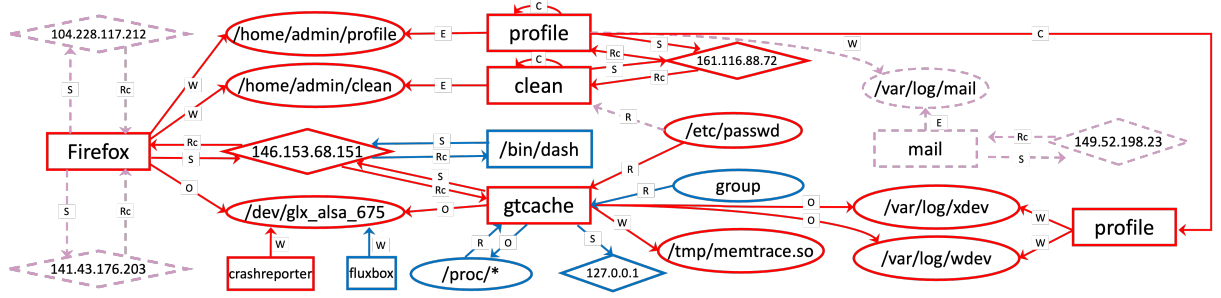 104.228.117.212
/home/admin/profile
E
profile
C
S
Rc
161.116.88.72
W
C
S
Rc
W
W
/home/admin/clean
E
clean
C
S
Rc
/var/log/mail
R
/etc/passwd
E
Firefox
Rc
S
146.153.68.151
S
Rc
/bin/dash
mail
Rc
S
149.52.198.23
R
O
S
Rc
R
group
S
Rc
/dev/glx_alsa_675
O
gtcache
O
O
/var/log/xdev
W
profile
W
W
W
R
O
S
W
/tmp/memtrace.so
/var/log/wdev
141.43.176.203
crashreporter
fluxbox
/proc/*
127.0.0.1